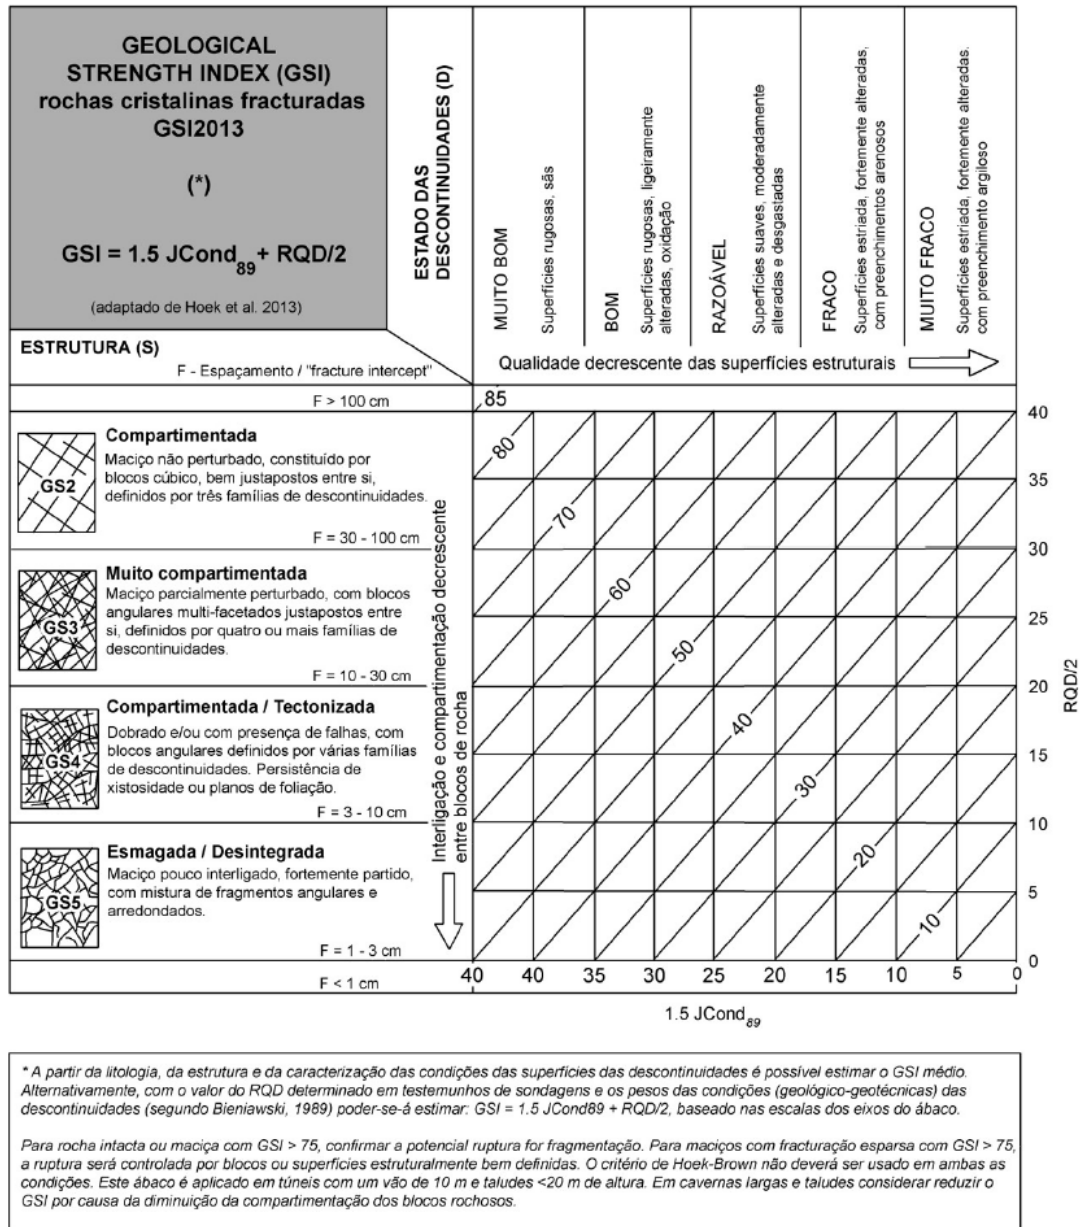 GEOLOGICAL
STRENGTH INDEX (GSI)
rochas cristalinas fracturadas
GSI2013
(*)
GSI = 1.5 JCond89 + RQD/2
(adaptado de Hoek et al. 2013)
ESTADO DAS
DESCONTINUIDADES (D)
MUITO BOM
Superfícies rugosas, sãs
BOM
Superfícies rugosas, ligeiramente
alteradas, oxidação
RAZOÁVEL
Superfícies suaves, moderadamente
alteradas e desgastadas
FRACO
Superfícies estriada, fortemente alteradas,
com preenchimentos arenosos
MUITO FRACO
Superfícies estriada, fortemente alteradas.
com preenchimento argiloso
ESTRUTURA (S)
F - Espaçamento / "fracture intercept"
Qualidade decrescente das superfícies estruturais
F > 100 cm
85
GS2
Compartimentada
Maciço não perturbado, constituído por
blocos cúbico, bem justapostos entre si,
definidos por três famílias de descontinuidades.
F = 30 - 100 cm
GS3
Muito compartimentada
Maciço parcialmente perturbado, com blocos
angulares multi-facetados justapostos entre
si, definidos por quatro ou mais famílias de
descontinuidades.
F = 10 - 30 cm
GS4
Compartimentada / Tectonizada
Dobrado e/ou com presença de falhas, com
blocos angulares definidos por várias famílias
de descontinuidades. Persistência de
xistosidade ou planos de foliação.
F = 3 - 10 cm
GS5
Esmagada / Desintegrada
Maciço pouco interligado, fortemente partido,
com mistura de fragmentos angulares e
arredondados.
F = 1 - 3 cm
F < 1 cm
Interligação e compartimentação decrescente
entre blocos de rocha
80
70
60
50
40
30
20
10
40
35
30
25
20
15
10
5
0
RQD/2
40 40 35 30 25 20 15 10 5 0
1.5 JCond89
* A partir da litologia, da estrutura e da caracterização das condições das superfícies das descontinuidades é possível estimar o GSI médio.
Alternativamente, com o valor do RQD determinado em testemunhos de sondagens e os pesos das condições (geológico-geotécnicas) das
descontinuidades (segundo Bieniawski, 1989) poder-se-á estimar: GSI = 1.5 JCond89 + RQD/2, baseado nas escalas dos eixos do ábaco.
Para rocha intacta ou maciça com GSI > 75, confirmar a potencial ruptura for fragmentação. Para maciços com fracturação esparsa com GSI > 75,
a ruptura será controlada por blocos ou superfícies estruturalmente bem definidas. O critério de Hoek-Brown não deverá ser usado em ambas as
condições. Este ábaco é aplicado em túneis com um vão de 10 m e taludes <20 m de altura. Em cavernas largas e taludes considerar reduzir o
GSI por causa da diminuição da compartimentação dos blocos rochosos.